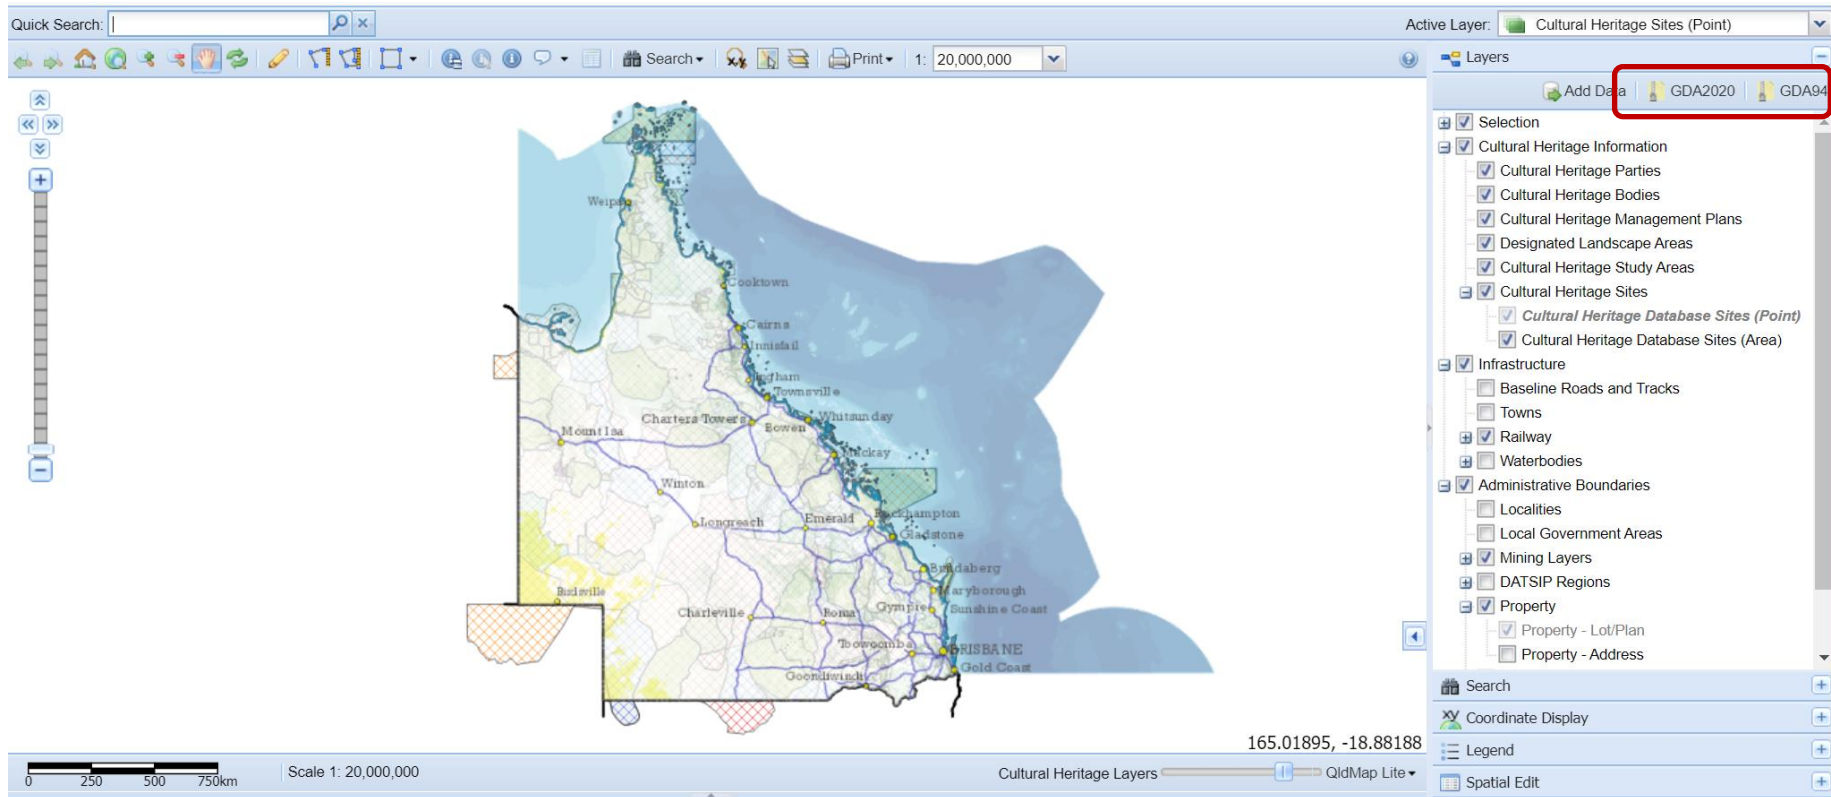 Quick Search:
Active Layer: Cultural Heritage Sites (Point)
Search
Print
1: 20,000,000
Layers
Add Data
GDA2020
GDA94
Selection
Cultural Heritage Information
Cultural Heritage Parties
Cultural Heritage Bodies
Cultural Heritage Management Plans
Designated Landscape Areas
Cultural Heritage Study Areas
Cultural Heritage Sites
Cultural Heritage Database Sites (Point)
Cultural Heritage Database Sites (Area)
Infrastructure
Baseline Roads and Tracks
Towns
Railway
Waterbodies
Administrative Boundaries
Localities
Local Government Areas
Mining Layers
DATSIP Regions
Property
Property - Lot/Plan
Property - Address
Search
XY Coordinate Display
Legend
Spatial Edit
Weipa
Cooktown
Cairns
Innisfail
Ingham
Townsville
Charters Towers
Whitsunday
Bowen
Mount Isa
Mackay
Winton
Longreach
Emerald
Rockhampton
Gladstone
Bundaberg
Birdsville
Maryborough
Charleville
Roma
Gympie
Sunshine Coast
Toowoomba
BRISBANE
Gold Coast
Goondiwindi
165.01895, -18.88188
0 250 500 750km
Scale 1: 20,000,000
Cultural Heritage Layers
QldMap Lite